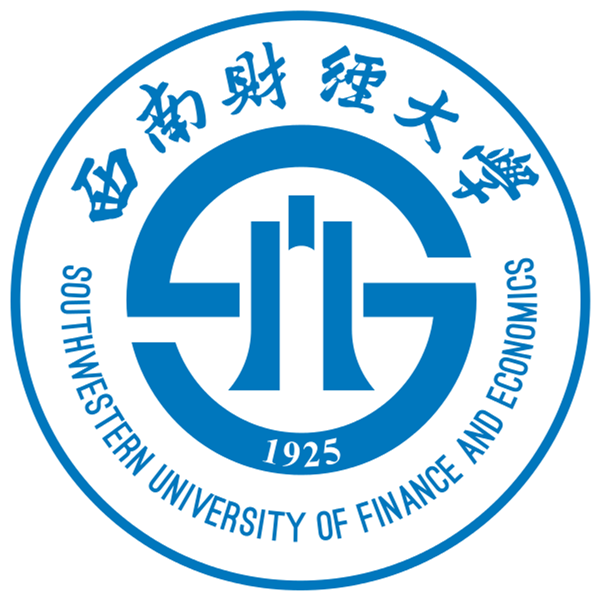 西南財經大學
1925
SOUTHWESTERN UNIVERSITY OF FINANCE AND ECONOMICS